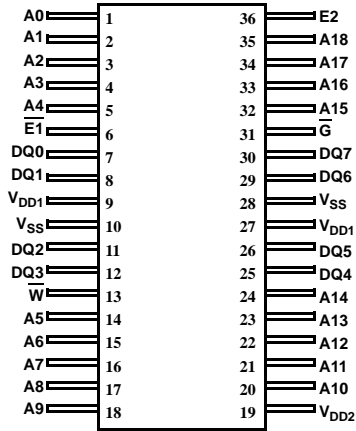 A0 1 36 E2
A1 2 35 A18
A2 3 34 A17
A3 4 33 A16
A4 5 32 A15
E1 6 31 G
DQ0 7 30 DQ7
DQ1 8 29 DQ6
VDD1 9 28 VSS
VSS 10 27 VDD1
DQ2 11 26 DQ5
DQ3 12 25 DQ4
W 13 24 A14
A5 14 23 A13
A6 15 22 A12
A7 16 21 A11
A8 17 20 A10
A9 18 19 VDD2